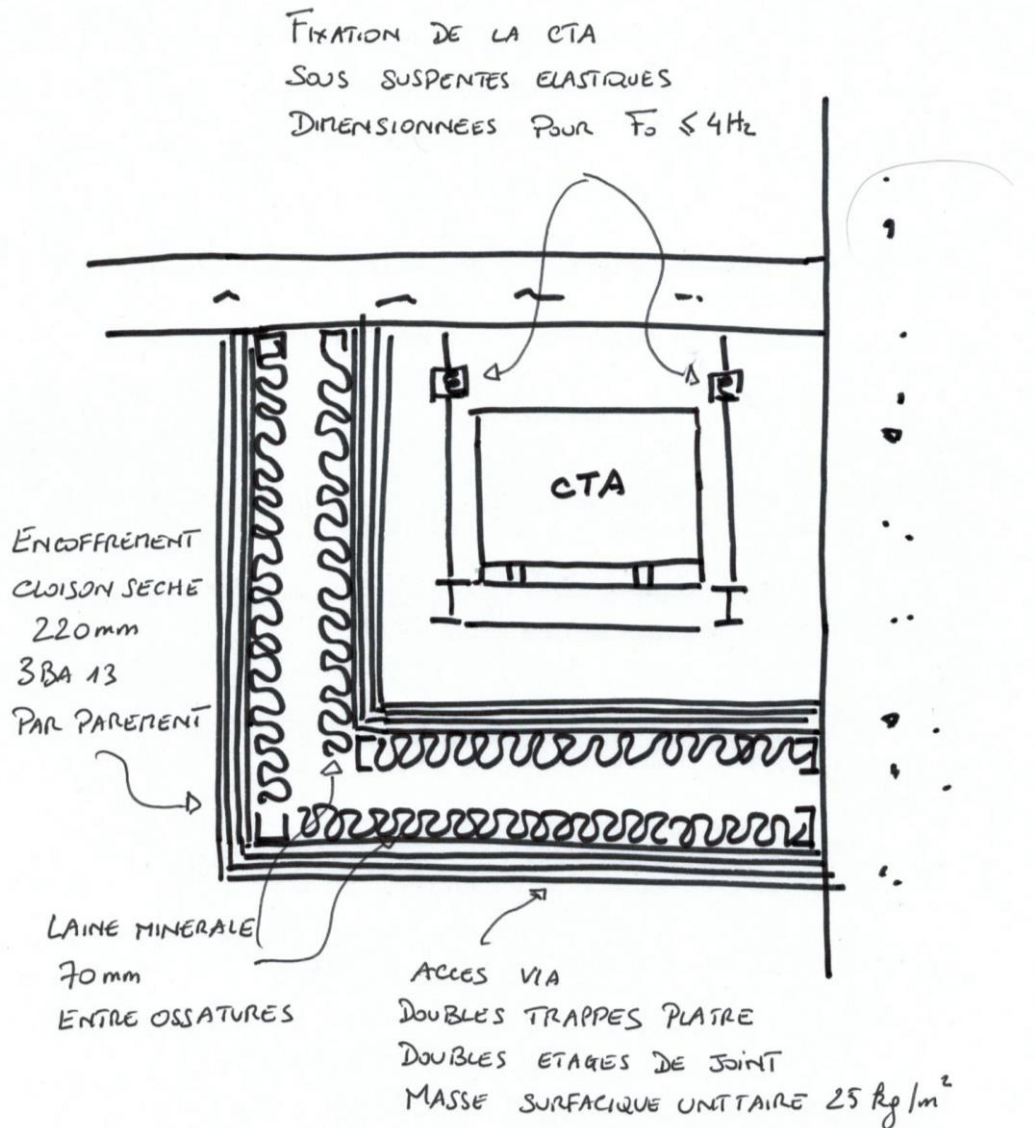 FIXATION DE LA CTA
SOUS SUSPENTES ELASTIQUES
DIMENSIONNEES POUR F₀ ≤ 4Hz
CTA
ENCOFFREMENT
CLOISON SECHE
220mm
3BA 13
PAR PAREMENT
LAINE MINERALE
70mm
ENTRE OSSATURES
ACCES VIA
DOUBLES TRAPPES PLATRE
DOUBLES ETAGES DE JOINT
MASSE SURFACIQUE UNITTAIRE 25 kg/m²